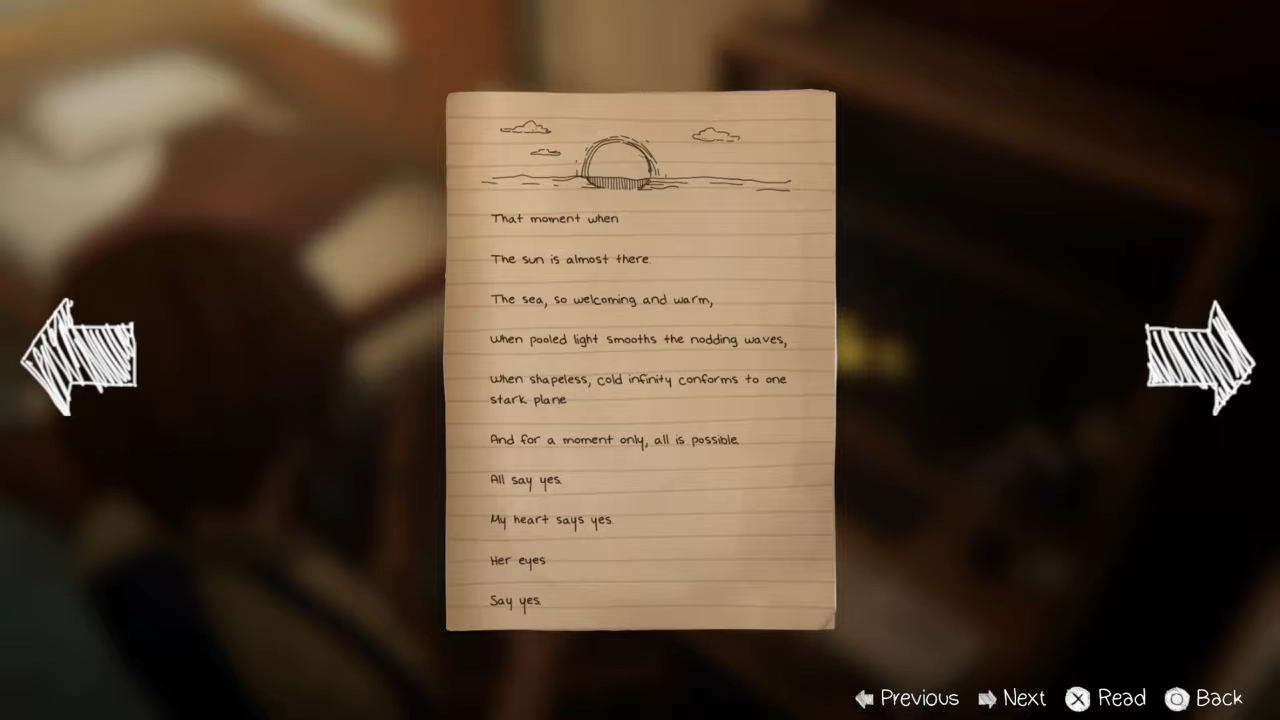 That moment when
The sun is almost there.
The sea, so welcoming and warm,
When pooled light smooths the nodding waves,
When shapeless, cold infinity conforms to one
stark plane
And for a moment only, all is possible.
All say yes.
My heart says yes.
Her eyes
Say yes.
Previous Next Read Back